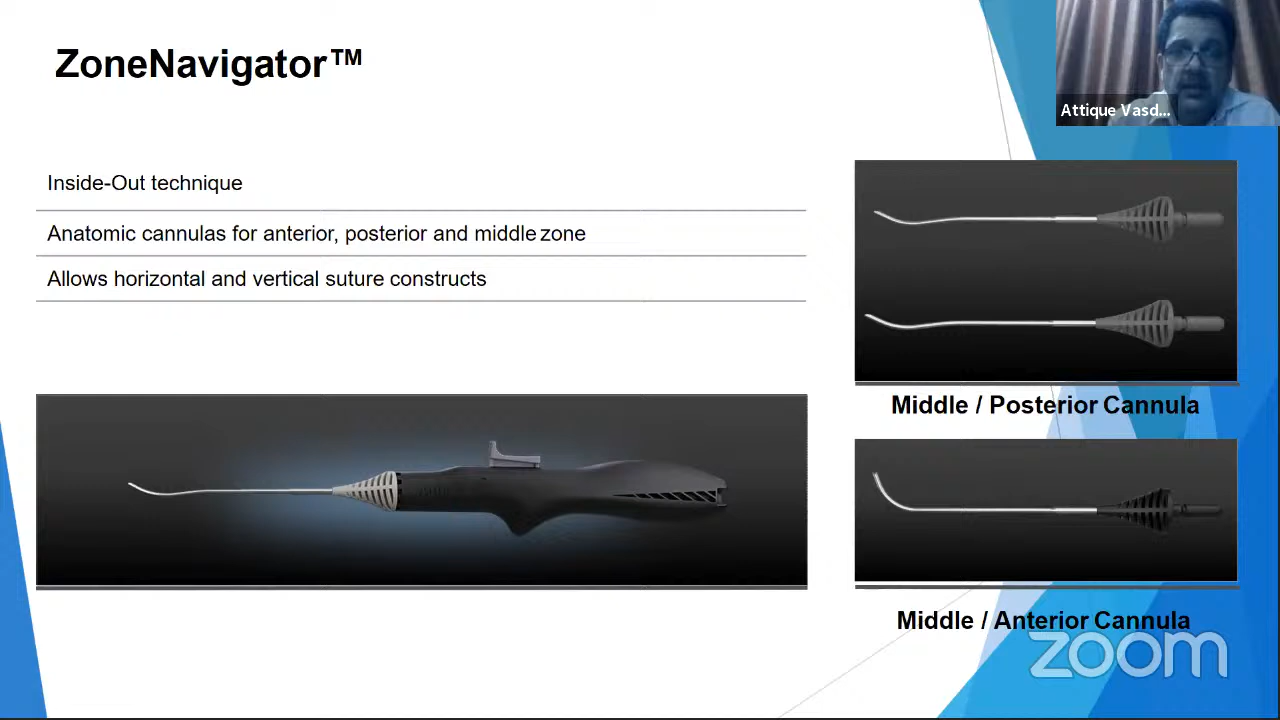 ZoneNavigator™
Attique Vasd...
Inside-Out technique
Anatomic cannulas for anterior, posterior and middle zone
Allows horizontal and vertical suture constructs
Middle / Posterior Cannula
Middle / Anterior Cannula
zoom